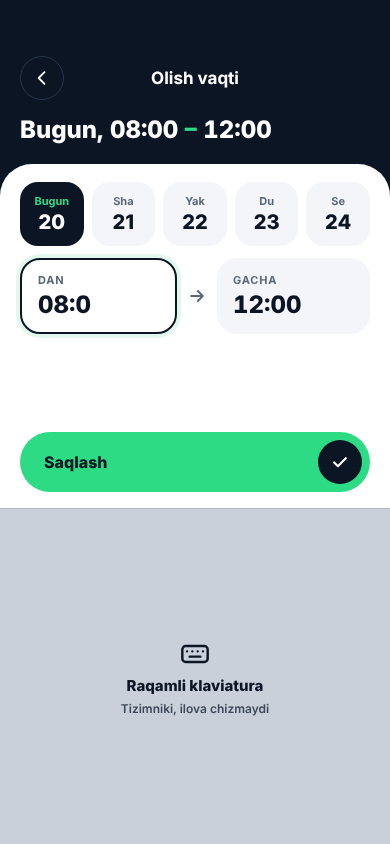 Olish vaqti
Bugun, 08:00 – 12:00
Bugun Sha Yak Du Se
20 21 22 23 24
DAN GACHA
08:0 → 12:00
Saqlash
Raqamli klaviatura
Tizimniki, ilova chizmaydi